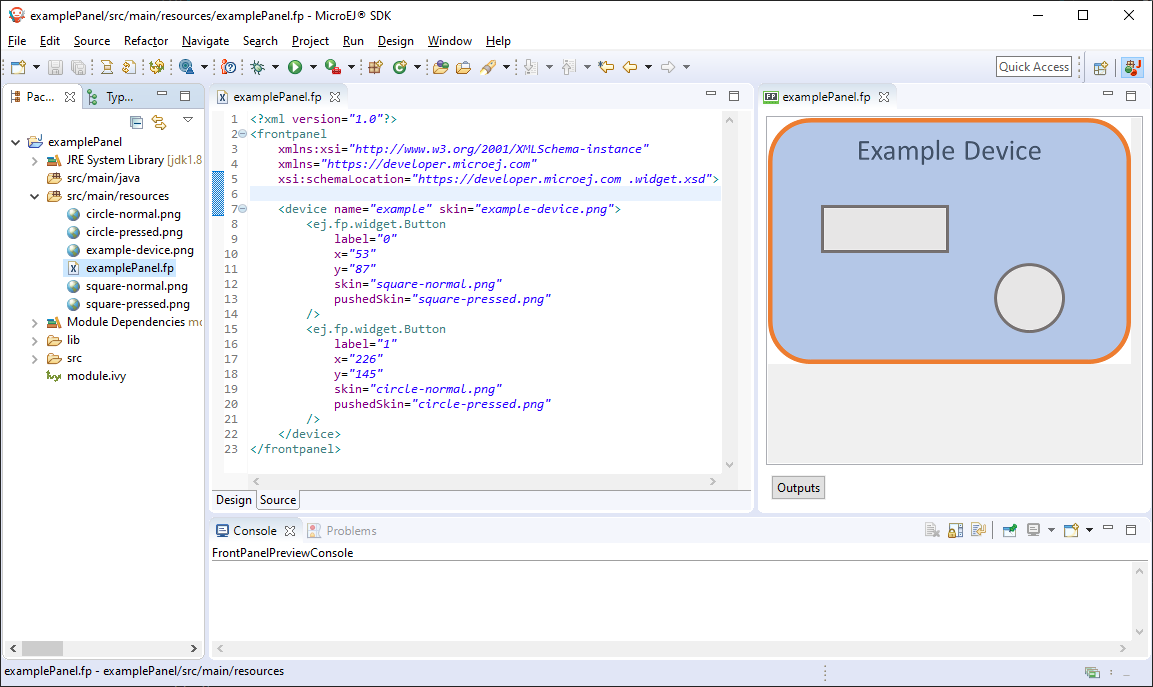 examplePanel/src/main/resources/examplePanel.fp - MicroEJ® SDK
File Edit Source Refactor Navigate Search Project Run Design Window Help
Quick Access
Pac... Typ...
examplePanel
JRE System Library [jdk1.8
src/main/java
src/main/resources
circle-normal.png
circle-pressed.png
example-device.png
examplePanel.fp
square-normal.png
square-pressed.png
Module Dependencies mo
lib
src
module.ivy
examplePanel.fp
1 <?xml version="1.0"?>
2 <frontpanel
3 xmlns:xsi="http://www.w3.org/2001/XMLSchema-instance"
4 xmlns="https://developer.microej.com"
5 xsi:schemaLocation="https://developer.microej.com .widget.xsd">
6
7 <device name="example" skin="example-device.png">
8 <ej.fp.widget.Button
9 label="0"
10 x="53"
11 y="87"
12 skin="square-normal.png"
13 pushedSkin="square-pressed.png"
14 />
15 <ej.fp.widget.Button
16 label="1"
17 x="226"
18 y="145"
19 skin="circle-normal.png"
20 pushedSkin="circle-pressed.png"
21 />
22 </device>
23 </frontpanel>
Design Source
FP examplePanel.fp
Example Device
Outputs
Console Problems
FrontPanelPreviewConsole
examplePanel.fp - examplePanel/src/main/resources